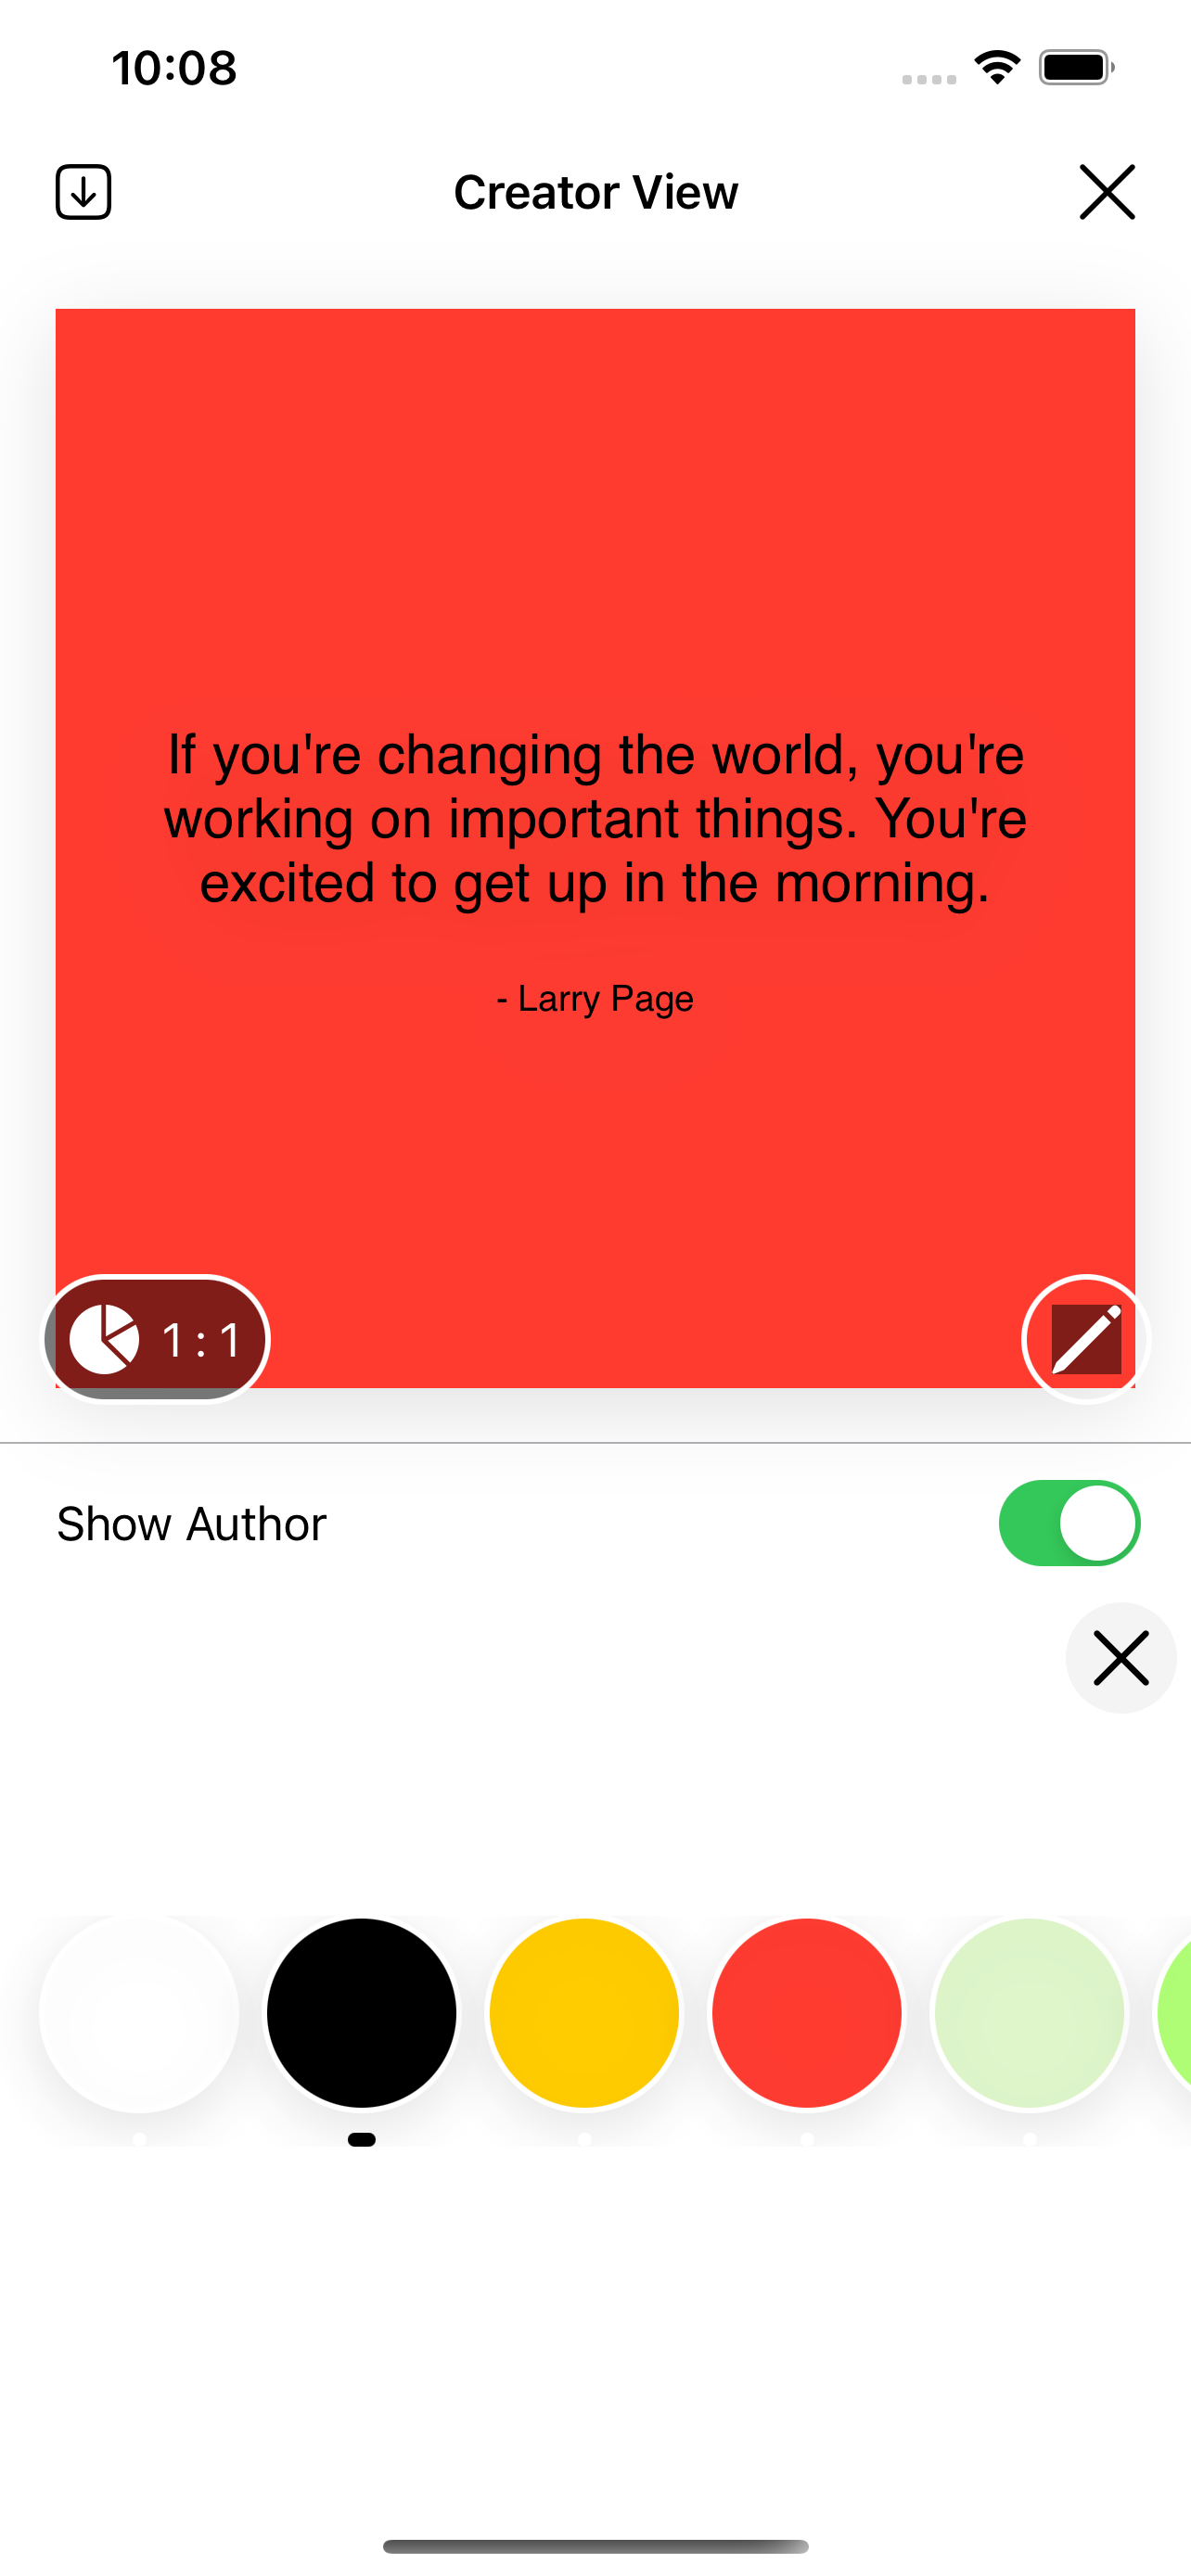 10:08
Creator View
If you're changing the world, you're
working on important things. You're
excited to get up in the morning.
- Larry Page
1 : 1
Show Author